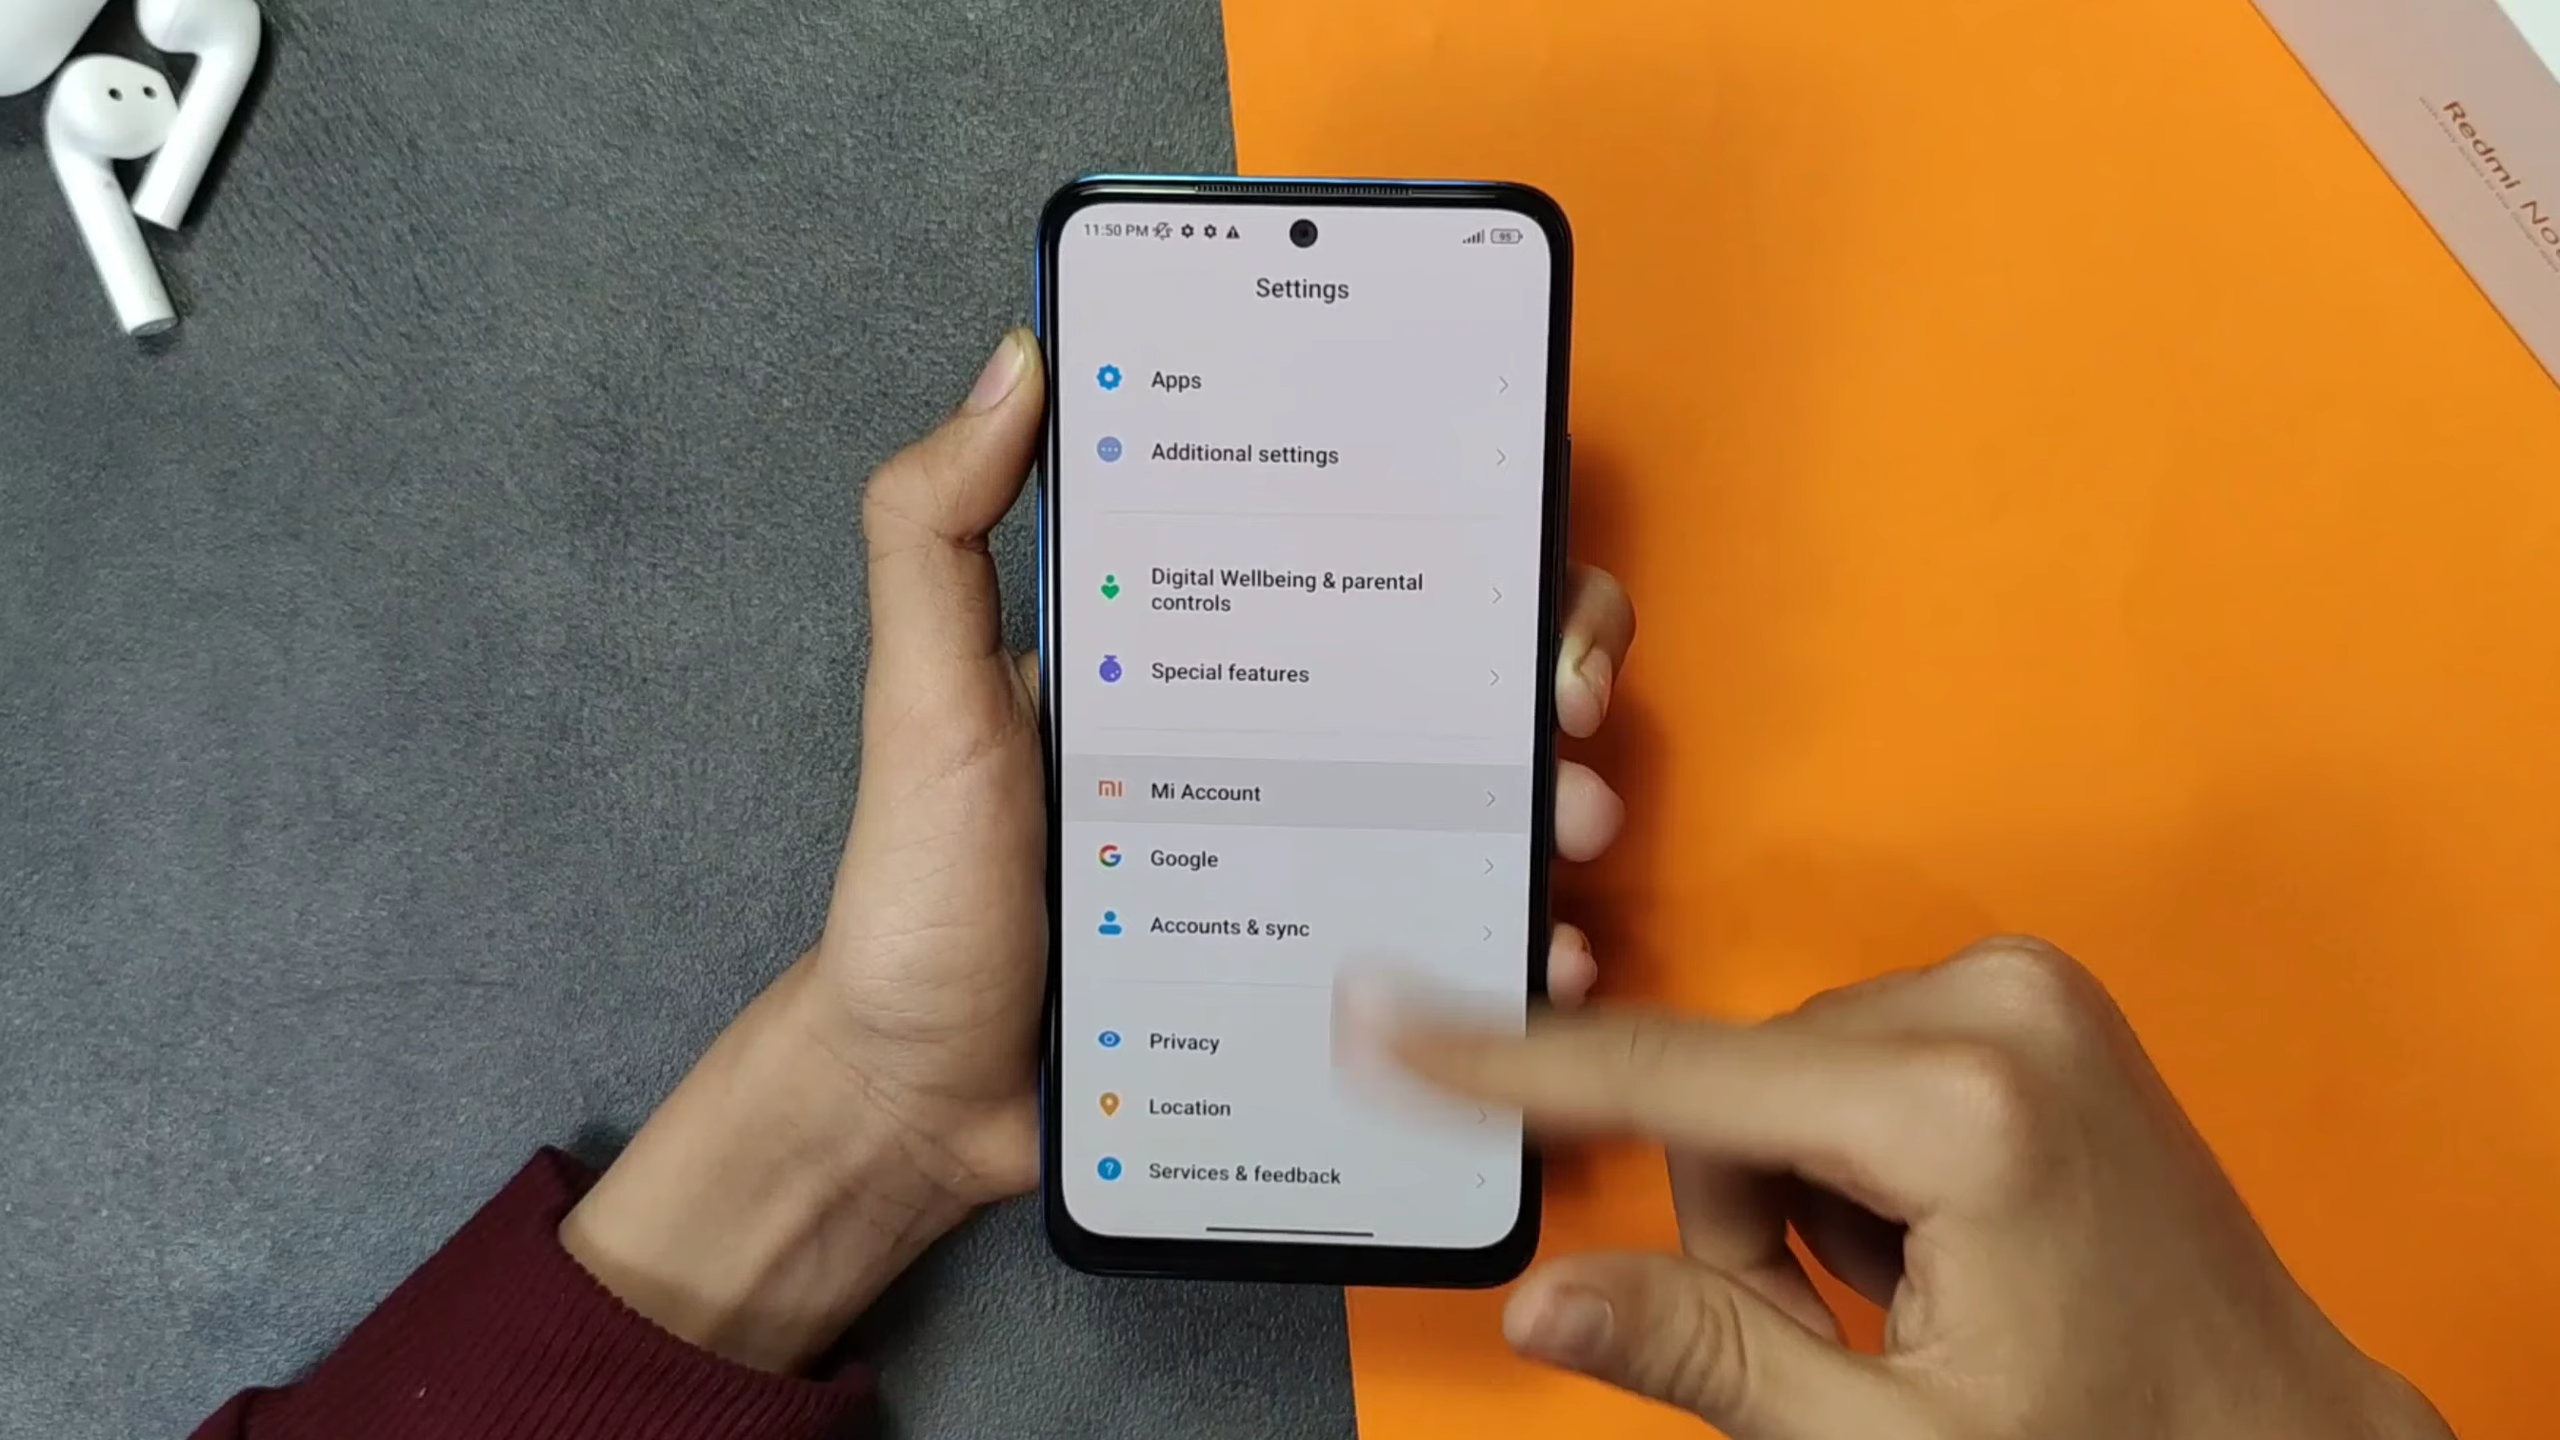 11:50 PM
95
Settings
Apps
Additional settings
Digital Wellbeing & parental
controls
Special features
Mi Account
Google
Accounts & sync
Privacy
Location
Services & feedback
Redmi